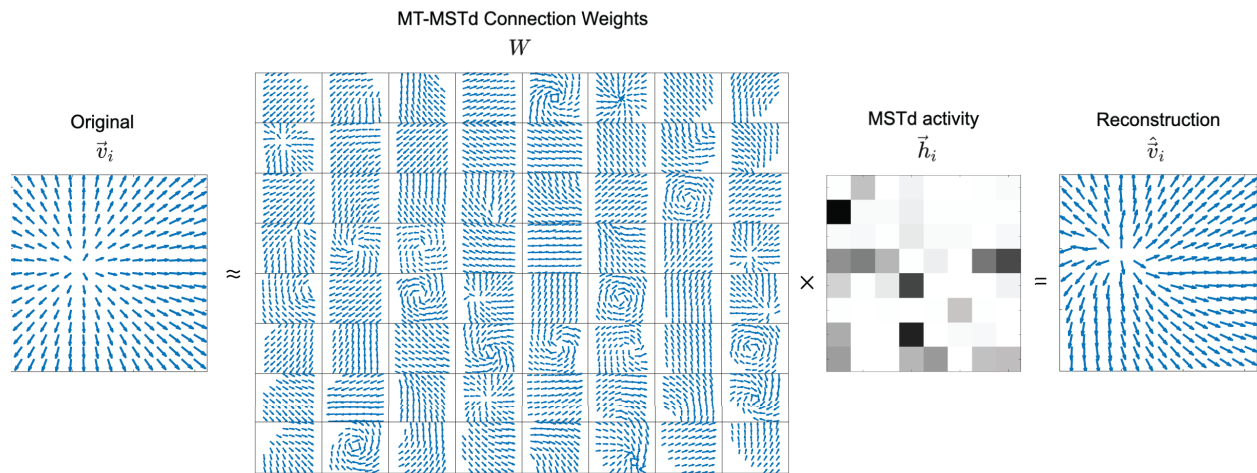 MT-MSTd Connection Weights
W
Original
v⃗ᵢ
≈
MSTd activity
h⃗ᵢ
×
Reconstruction
v̂⃗ᵢ
=